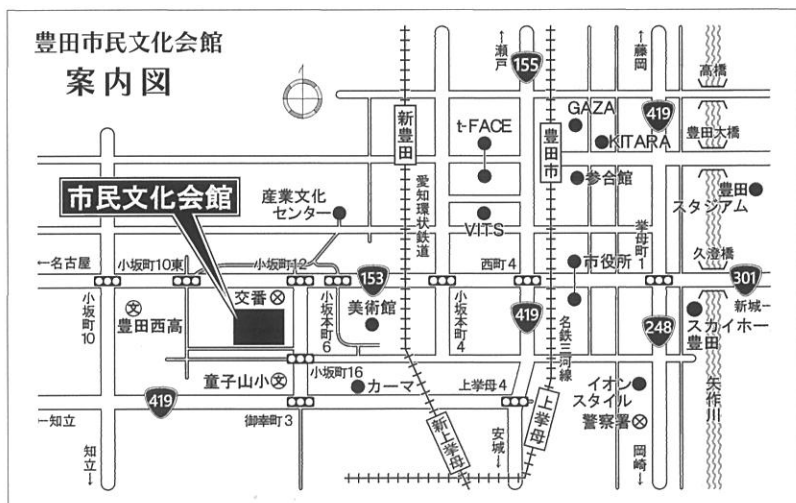 豊田市民文化会館
案内図
←瀬戸
155
←藤岡
高橋
新豊田
t-FACE
豊田市
GAZA
419
KITARA
豊田大橋
市民文化会館
産業文化
センター
愛知環状鉄道
参合館
豊田
スタジアム
VITS
挙母町1
久澄橋
←名古屋
小坂町10東
小坂町12
153
西町4
市役所
301
新城→
小坂町10
豊田西高
交番
小坂本町6
美術館
小坂本町4
419
名鉄三河線
248
スカイホール
豊田
童子山小
小坂町16
カーマ
上挙母4
上挙母
イオン
スタイル
矢作川
419
←知立
御幸町3
新上挙母
警察署
知立→
安城→
岡崎→